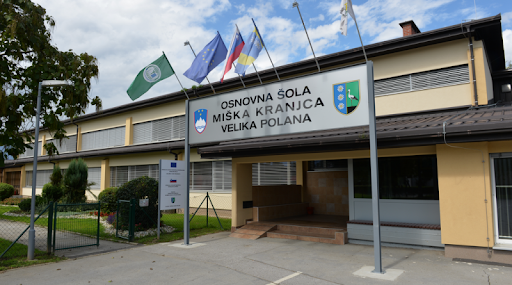 OSNOVNA ŠOLA
MIŠKA KRANJCA
VELIKA POLANA